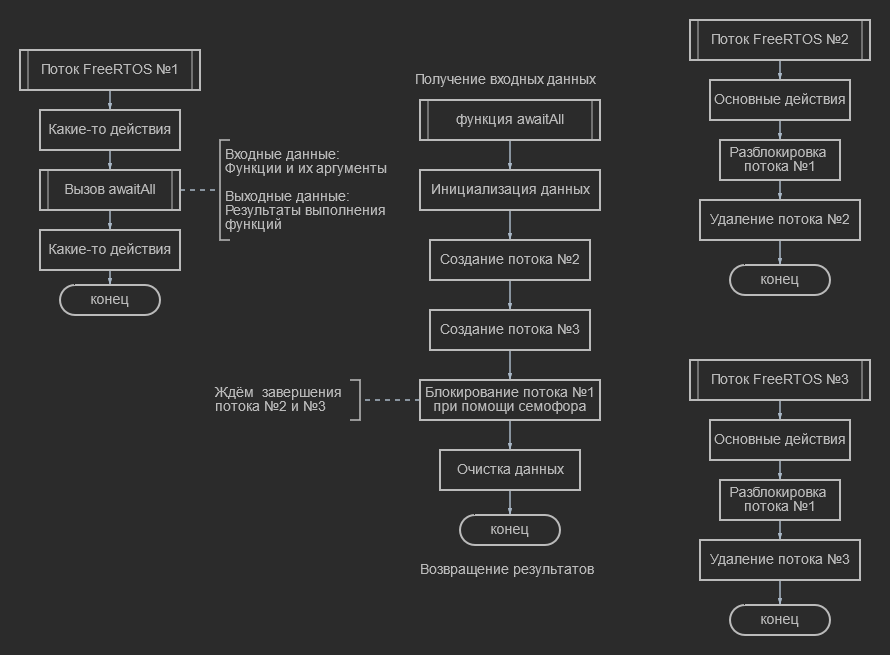 Поток FreeRTOS №1
Какие-то действия
Вызов awaitAll
Какие-то действия
конец
Входные данные:
Функции и их аргументы
Выходные данные:
Результаты выполнения
функций
Получение входных данных
функция awaitAll
Инициализация данных
Создание потока №2
Создание потока №3
Ждём завершения
потока №2 и №3
Блокирование потока №1
при помощи семофора
Очистка данных
конец
Возвращение результатов
Поток FreeRTOS №2
Основные действия
Разблокировка
потока №1
Удаление потока №2
конец
Поток FreeRTOS №3
Основные действия
Разблокировка
потока №1
Удаление потока №3
конец